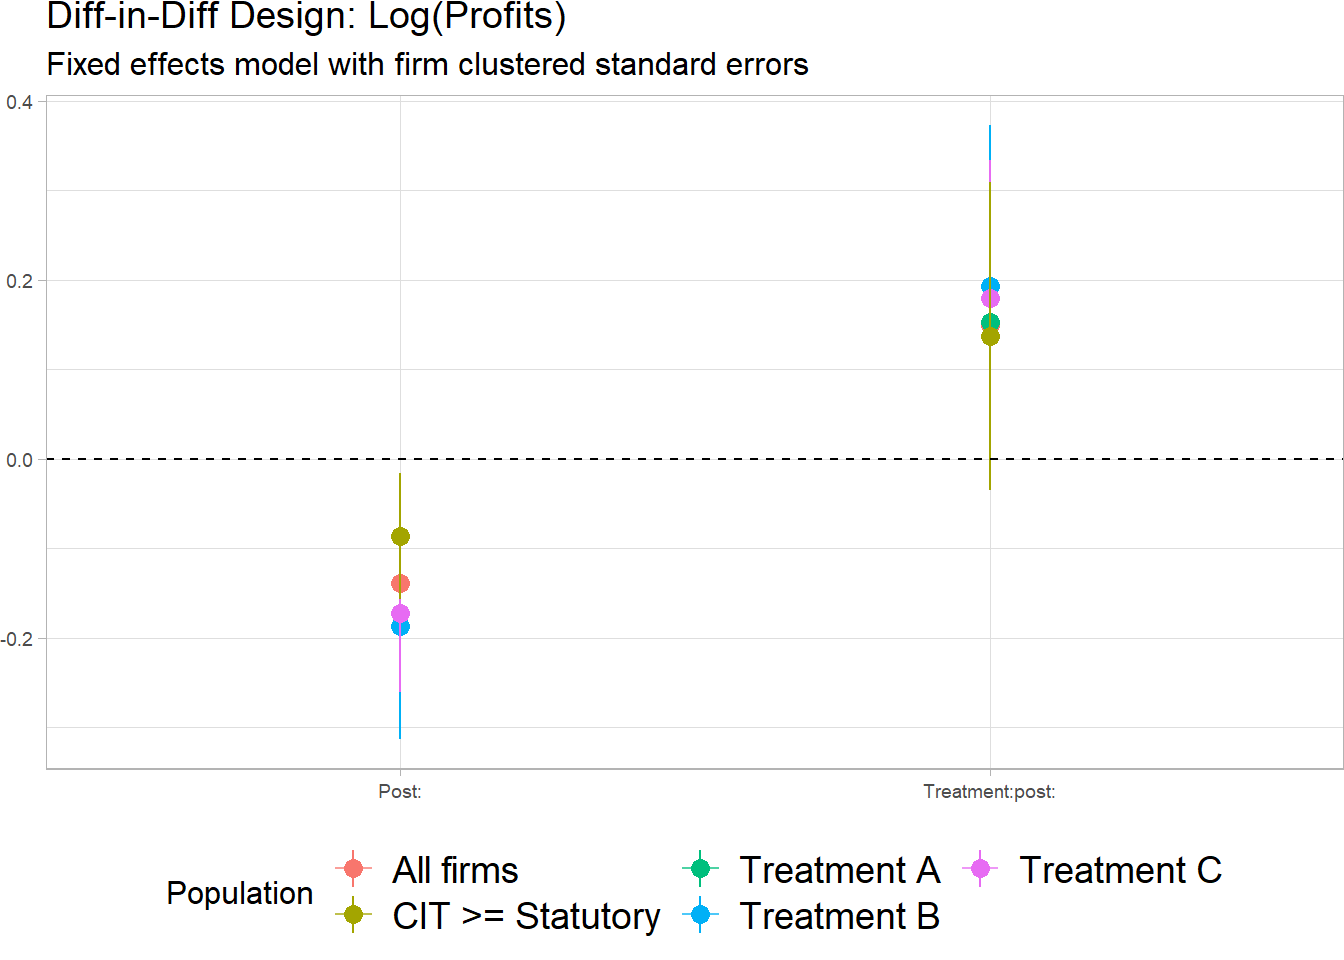 Diff-in-Diff Design: Log(Profits)
Fixed effects model with firm clustered standard errors
0.4
0.2
0.0
-0.2
Post:
Treatment:post:
Population
All firms
Treatment A
Treatment C
CIT >= Statutory
Treatment B